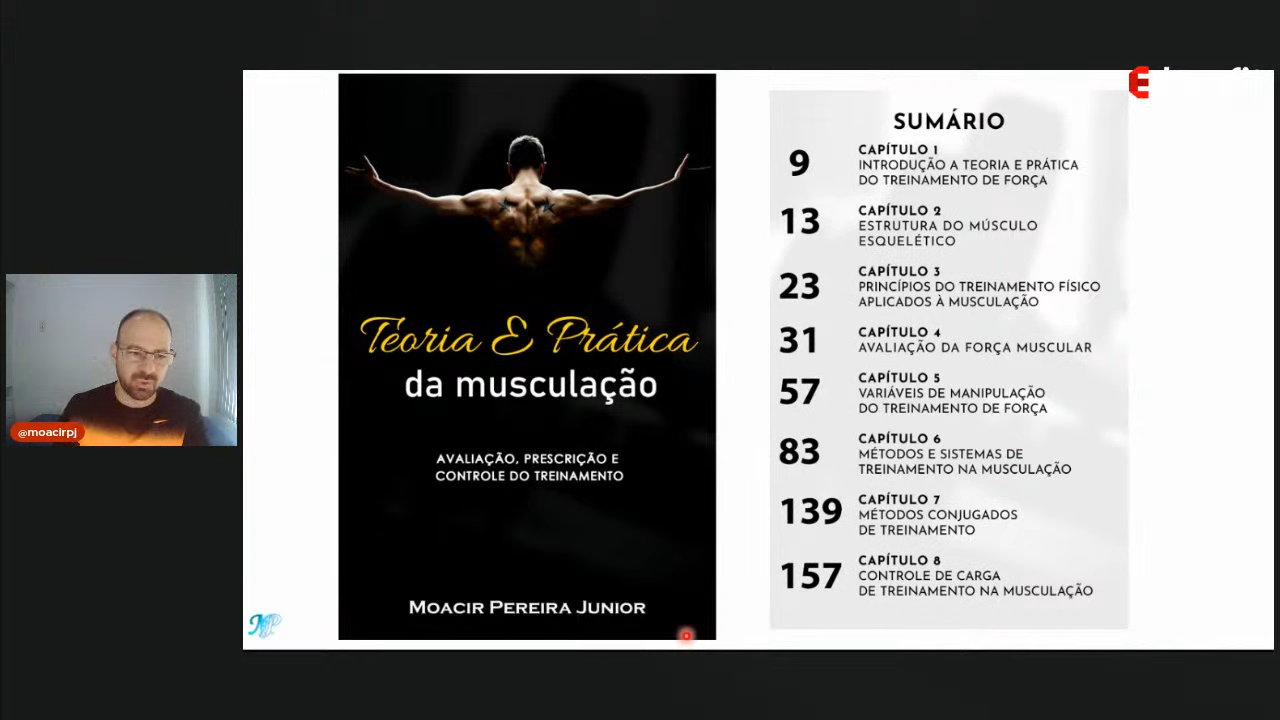 @moacirpj
Teoria E Prática
da musculação
AVALIAÇÃO, PRESCRIÇÃO E
CONTROLE DO TREINAMENTO
MOACIR PEREIRA JUNIOR
MP
SUMÁRIO
9
CAPÍTULO 1
INTRODUÇÃO A TEORIA E PRÁTICA
DO TREINAMENTO DE FORÇA
13
CAPÍTULO 2
ESTRUTURA DO MÚSCULO
ESQUELÉTICO
23
CAPÍTULO 3
PRINCÍPIOS DO TREINAMENTO FÍSICO
APLICADOS À MUSCULAÇÃO
31
CAPÍTULO 4
AVALIAÇÃO DA FORÇA MUSCULAR
57
CAPÍTULO 5
VARIÁVEIS DE MANIPULAÇÃO
DO TREINAMENTO DE FORÇA
83
CAPÍTULO 6
MÉTODOS E SISTEMAS DE
TREINAMENTO NA MUSCULAÇÃO
139
CAPÍTULO 7
MÉTODOS CONJUGADOS
DE TREINAMENTO
157
CAPÍTULO 8
CONTROLE DE CARGA
DE TREINAMENTO NA MUSCULAÇÃO